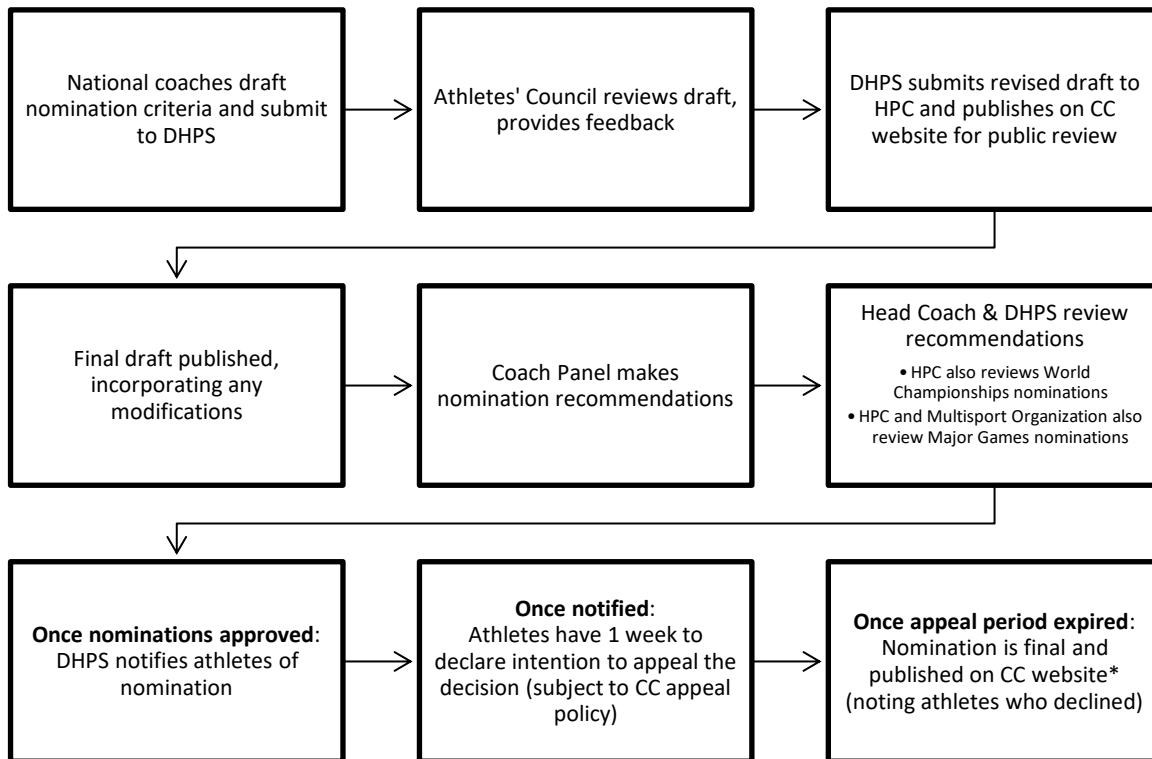 National coaches draft
nomination criteria and submit
to DHPS
Athletes' Council reviews draft,
provides feedback
DHPS submits revised draft to
HPC and publishes on CC
website for public review
Final draft published,
incorporating any
modifications
Coach Panel makes
nomination recommendations
Head Coach & DHPS review
recommendations
• HPC also reviews World
Championships nominations
• HPC and Multisport Organization also
review Major Games nominations
Once nominations approved:
DHPS notifies athletes of
nomination
Once notified:
Athletes have 1 week to
declare intention to appeal the
decision (subject to CC appeal
policy)
Once appeal period expired:
Nomination is final and
published on CC website*
(noting athletes who declined)